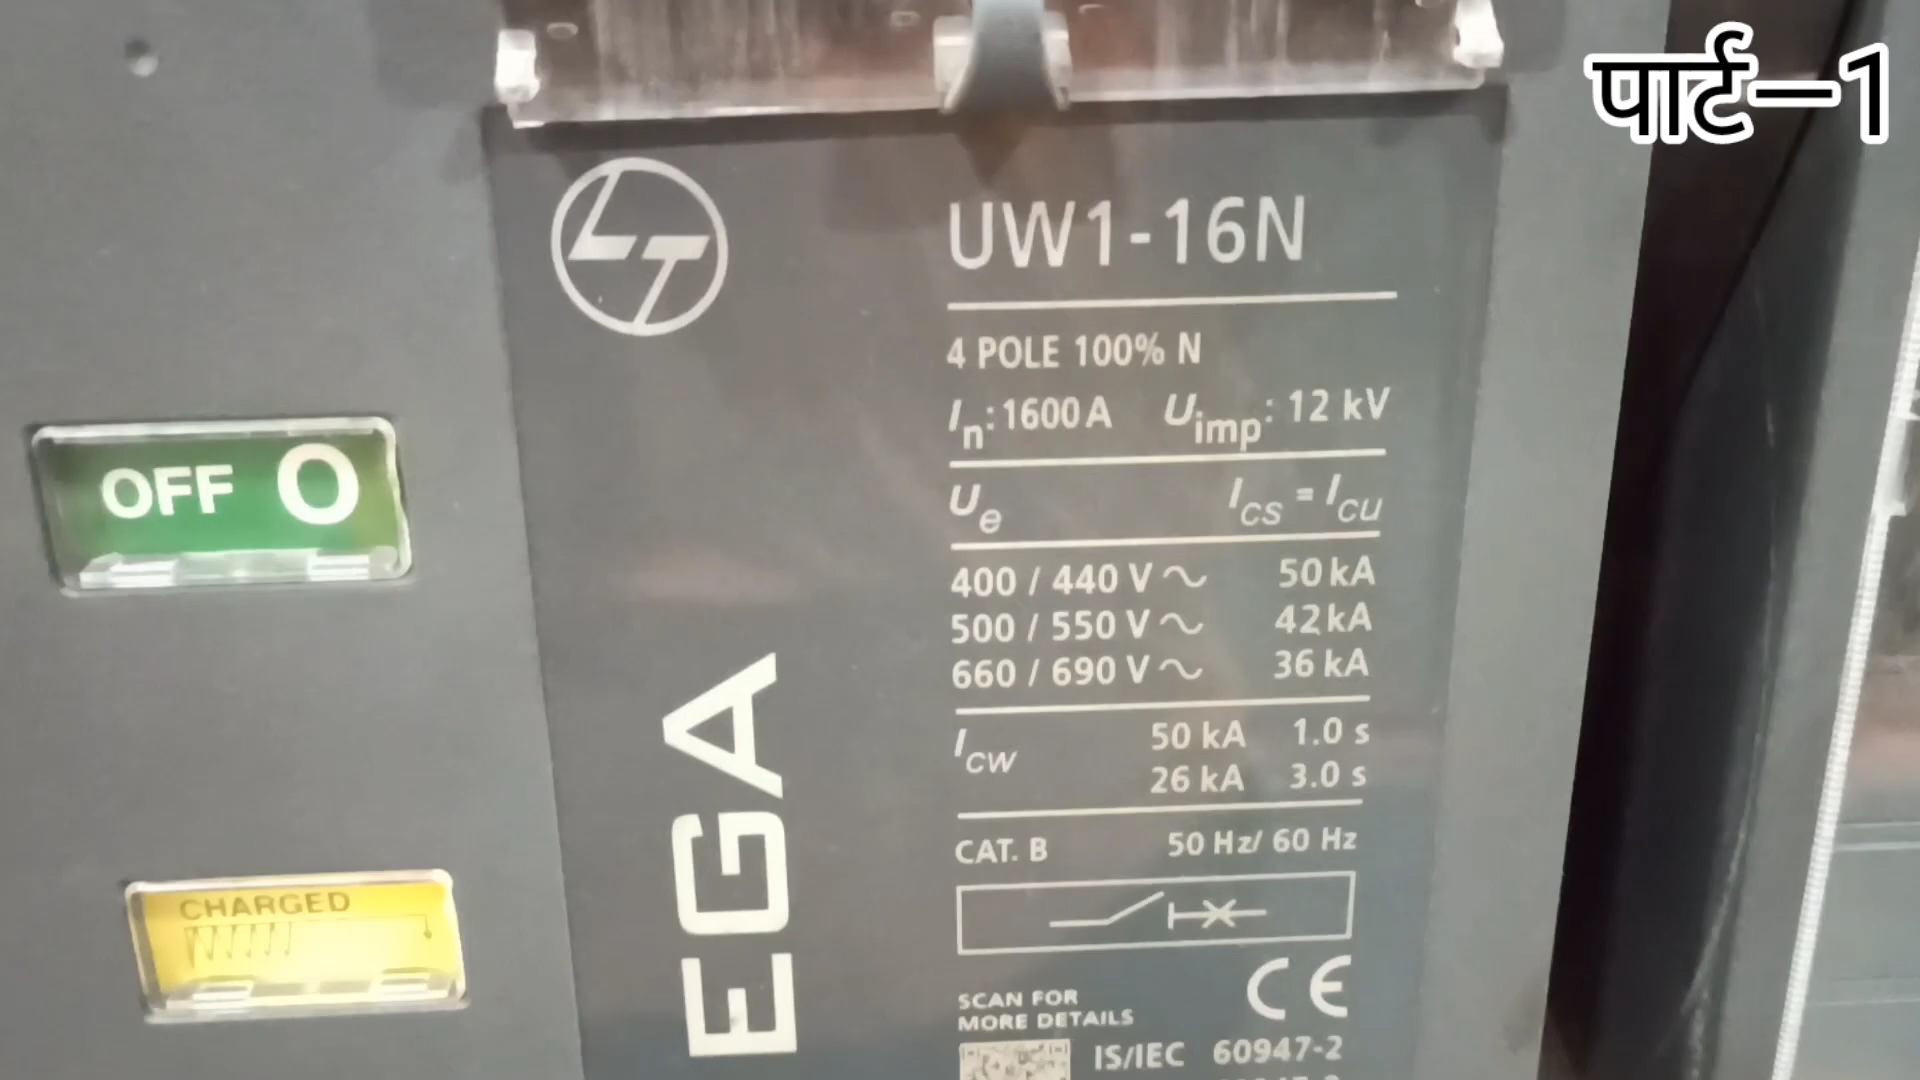 पार्ट-1
LT
UW1-16N
4 POLE 100% N
In: 1600 A Uimp: 12 kV
Ue Ics = Icu
400 / 440 V ~ 50 kA
500 / 550 V ~ 42 kA
660 / 690 V ~ 36 kA
Icw 50 kA 1.0 s
26 kA 3.0 s
CAT. B 50 Hz/ 60 Hz
CE
SCAN FOR
MORE DETAILS
IS/IEC 60947-2
OFF O
CHARGED
EGA